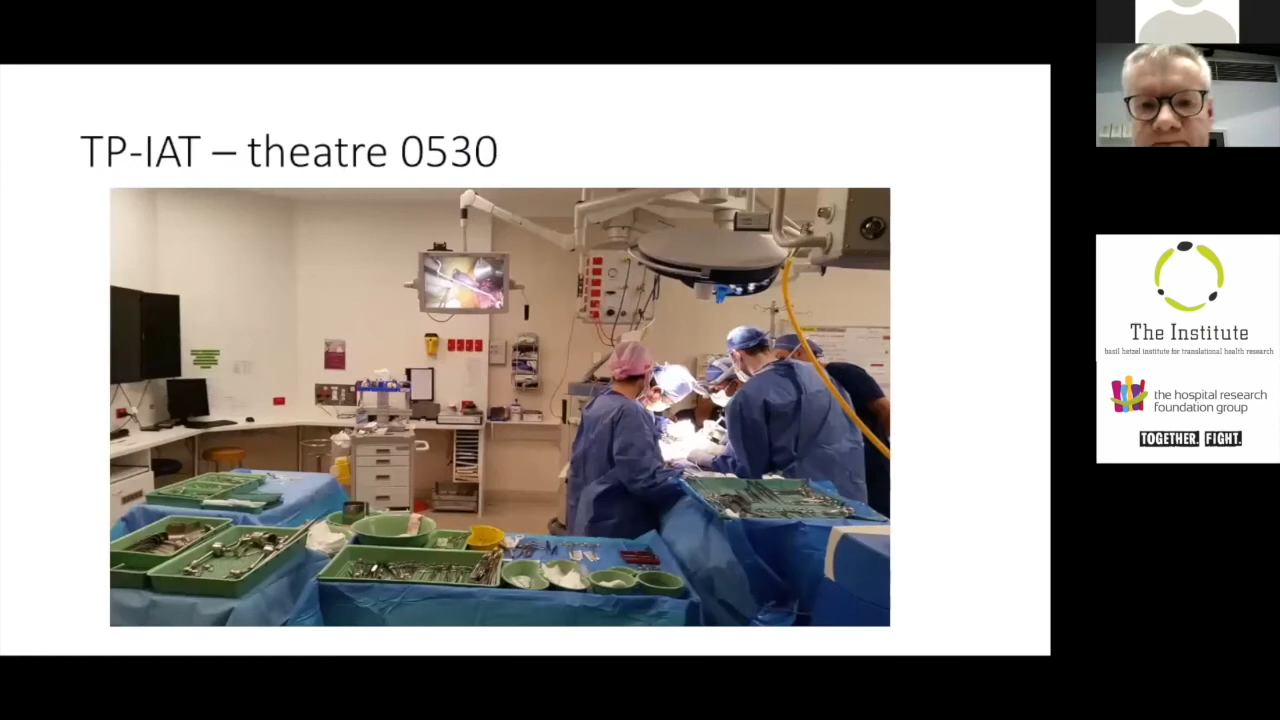 TP-IAT – theatre 0530
The Institute
basil hetzel institute for translational health research
the hospital research
foundation group
TOGETHER. FIGHT.